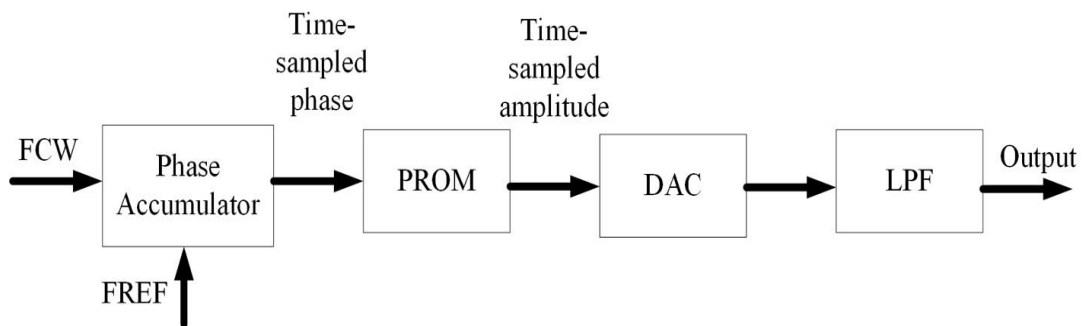 Time-
sampled
phase
Time-
sampled
amplitude
FCW
Phase
Accumulator
PROM
DAC
LPF
Output
FREF